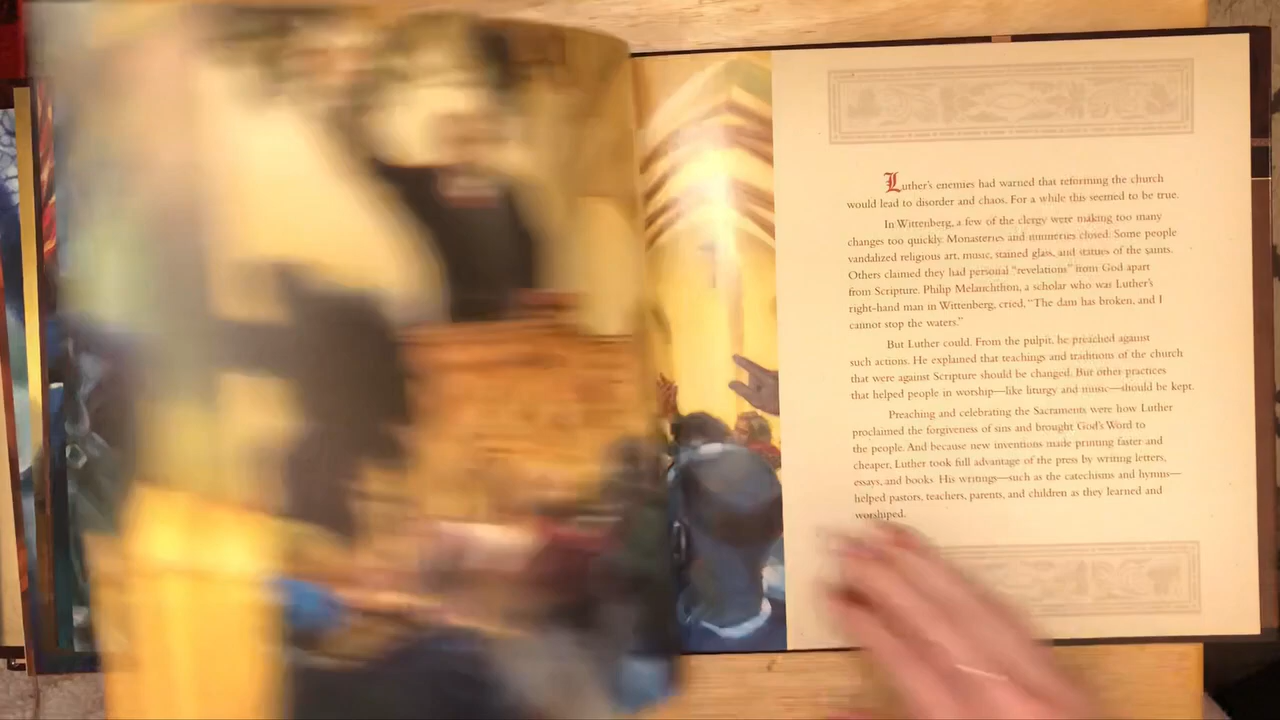 Luther's enemies had warned that reforming the church
would lead to disorder and chaos. For a while this seemed to be true.
In Wittenberg, a few of the clergy were making too many
changes too quickly. Monasteries and nunneries closed. Some people
vandalized religious art, music, stained glass, and statues of the saints.
Others claimed they had personal “revelations” from God apart
from Scripture. Philip Melanchthon, a scholar who was Luther's
right-hand man in Wittenberg, cried, “The dam has broken, and I
cannot stop the waters.”
But Luther could. From the pulpit, he preached against
such actions. He explained that teachings and traditions of the church
that were against Scripture should be changed. But other practices
that helped people in worship—like liturgy and music—should be kept.
Preaching and celebrating the Sacraments were how Luther
proclaimed the forgiveness of sins and brought God's Word to
the people. And because new inventions made printing faster and
cheaper, Luther took full advantage of the press by writing letters,
essays, and books. His writings—such as the catechisms and hymns—
helped pastors, teachers, parents, and children as they learned and
worshiped.